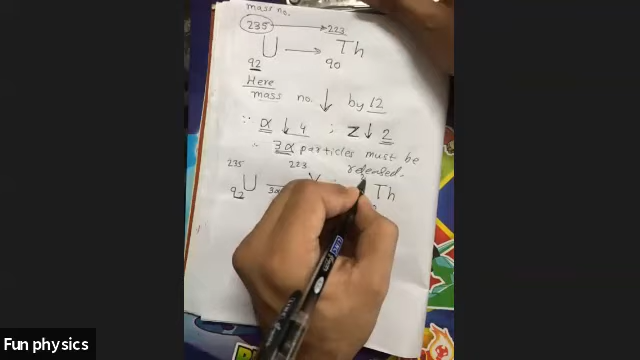 mass no.
235 → 223
U → Th
92 90
Here
mass no. ↓ by 12
∵ α ↓ 4 ; Z ↓ 2
3α particles must be
released.
235 223
U Th
92
Fun physics